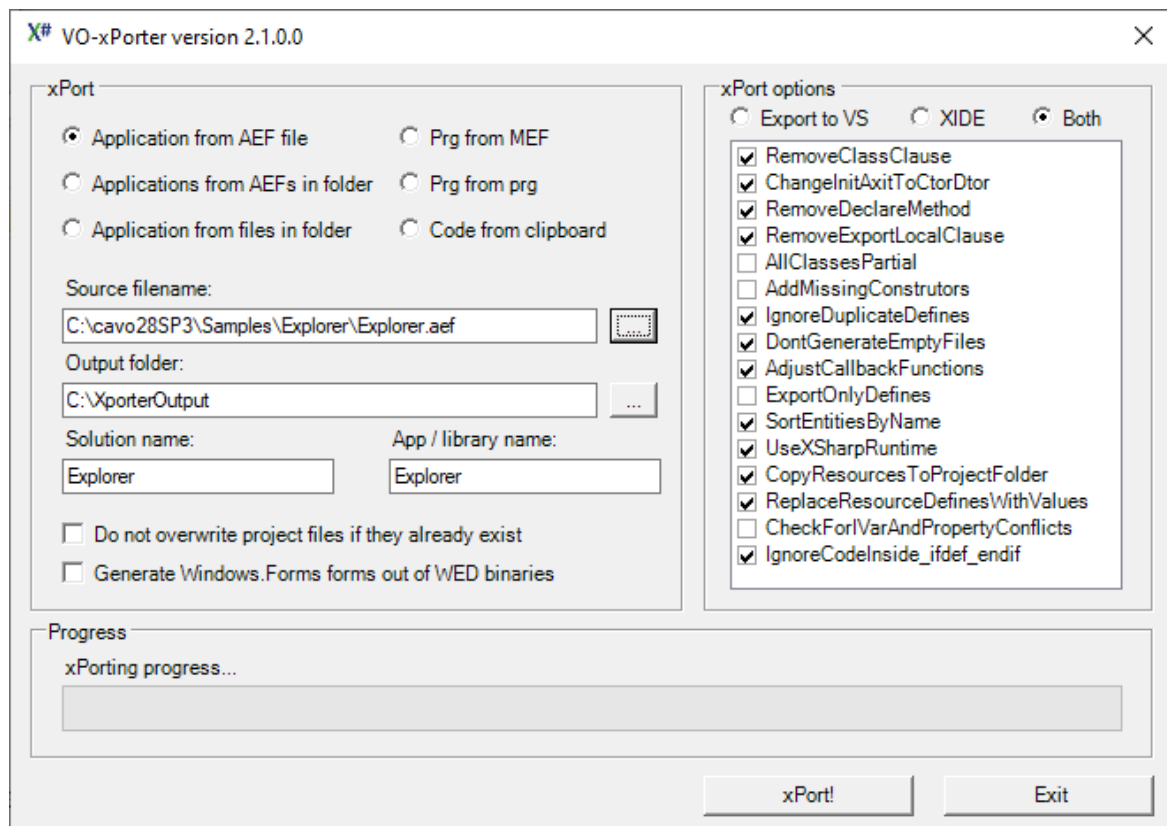 X# VO-xPorter version 2.1.0.0
xPort
Application from AEF file
Prg from MEF
Applications from AEFs in folder
Prg from prg
Application from files in folder
Code from clipboard
Source filename:
C:\cavo28SP3\Samples\Explorer\Explorer.aef
...
Output folder:
C:\XporterOutput
...
Solution name:
App / library name:
Explorer
Explorer
Do not overwrite project files if they already exist
Generate Windows.Forms forms out of WED binaries
xPort options
Export to VS
XIDE
Both
RemoveClassClause
ChangeInitAxitToCtorDtor
RemoveDeclareMethod
RemoveExportLocalClause
AllClassesPartial
AddMissingConstrutors
IgnoreDuplicateDefines
DontGenerateEmptyFiles
AdjustCallbackFunctions
ExportOnlyDefines
SortEntitiesByName
UseXSharpRuntime
CopyResourcesToProjectFolder
ReplaceResourceDefinesWithValues
CheckForIVarAndPropertyConflicts
IgnoreCodeInside_ifdef_endif
Progress
xPorting progress...
xPort!
Exit